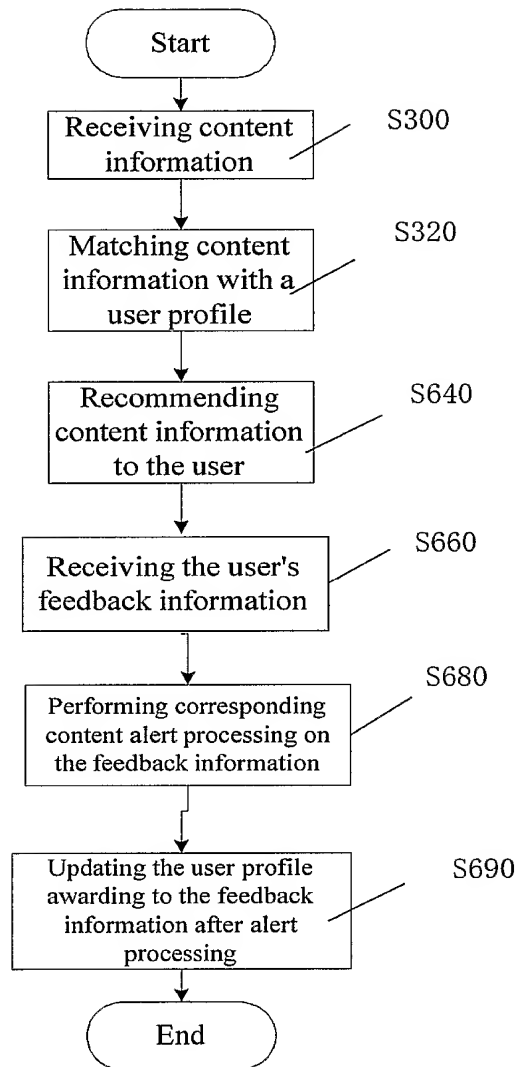 Start
Receiving content
information
S300
Matching content
information with a
user profile
S320
Recommending
content information
to the user
S640
Receiving the user's
feedback information
S660
Performing corresponding
content alert processing on
the feedback information
S680
Updating the user profile
awarding to the feedback
information after alert
processing
S690
End